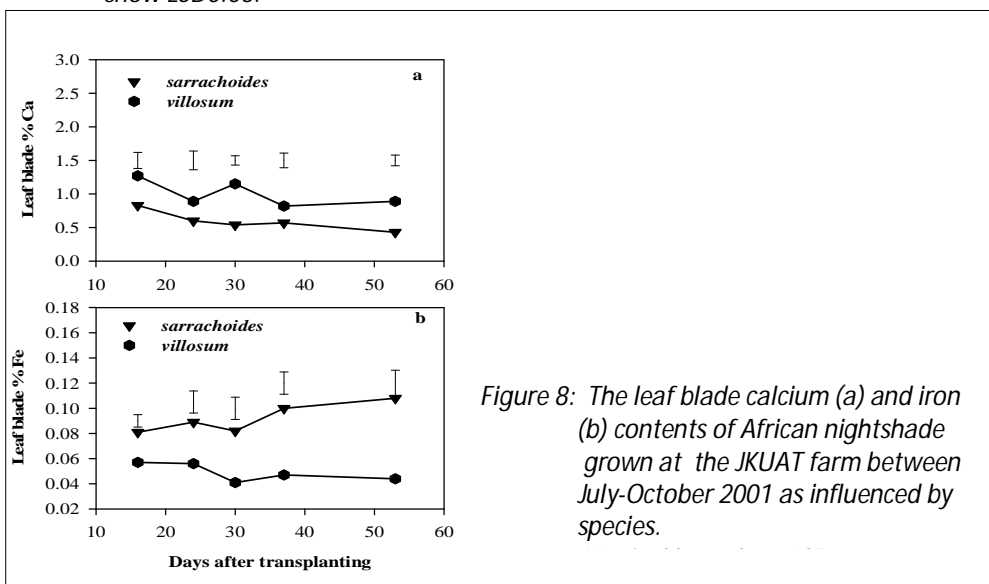 3.0
2.5
2.0
1.5
1.0
0.5
0.0
Leaf blade % Ca
sarrachoides
villosum
a
10 20 30 40 50 60
0.18
0.16
0.14
0.12
0.10
0.08
0.06
0.04
0.02
Leaf blade % Fe
sarrachoides
villosum
b
10 20 30 40 50 60
Days after transplanting
Figure 8: The leaf blade calcium (a) and iron
(b) contents of African nightshade
grown at the JKUAT farm between
July-October 2001 as influenced by
species.